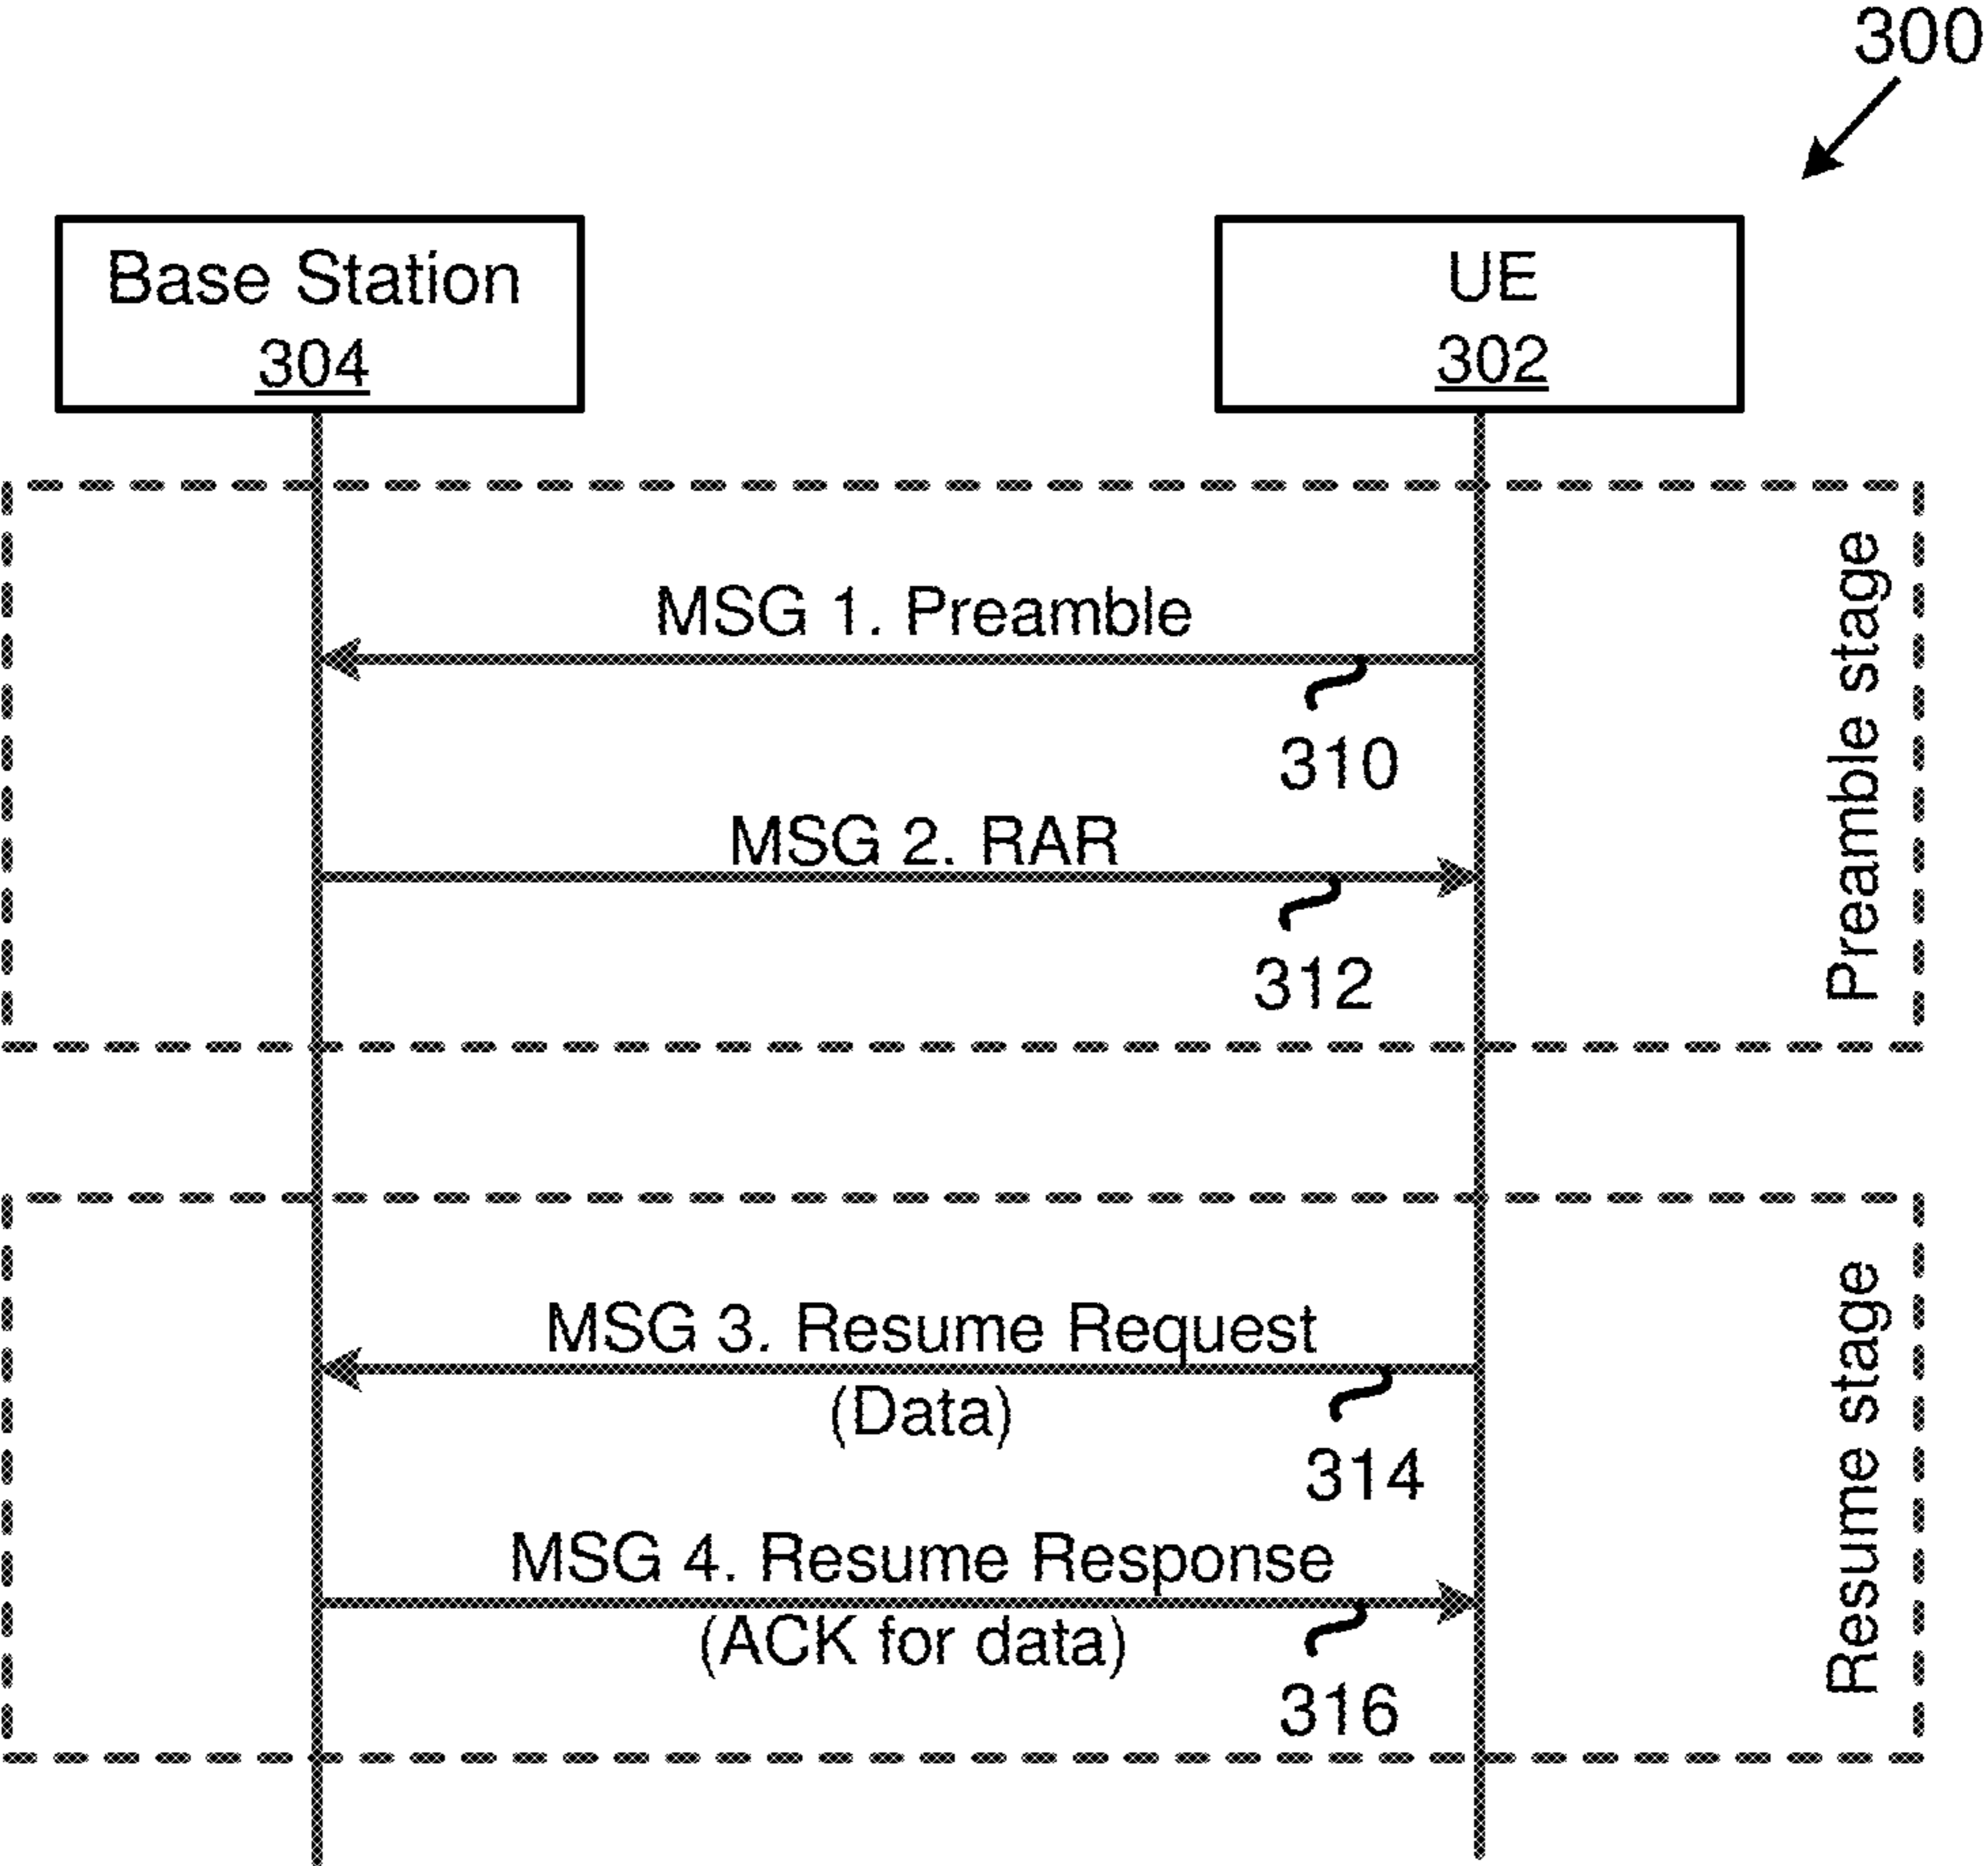 300
Base Station
304
UE
302
MSG 1. Preamble
310
MSG 2. RAR
312
Preamble stage
MSG 3. Resume Request
(Data)
314
MSG 4. Resume Response
(ACK for data)
316
Resume stage